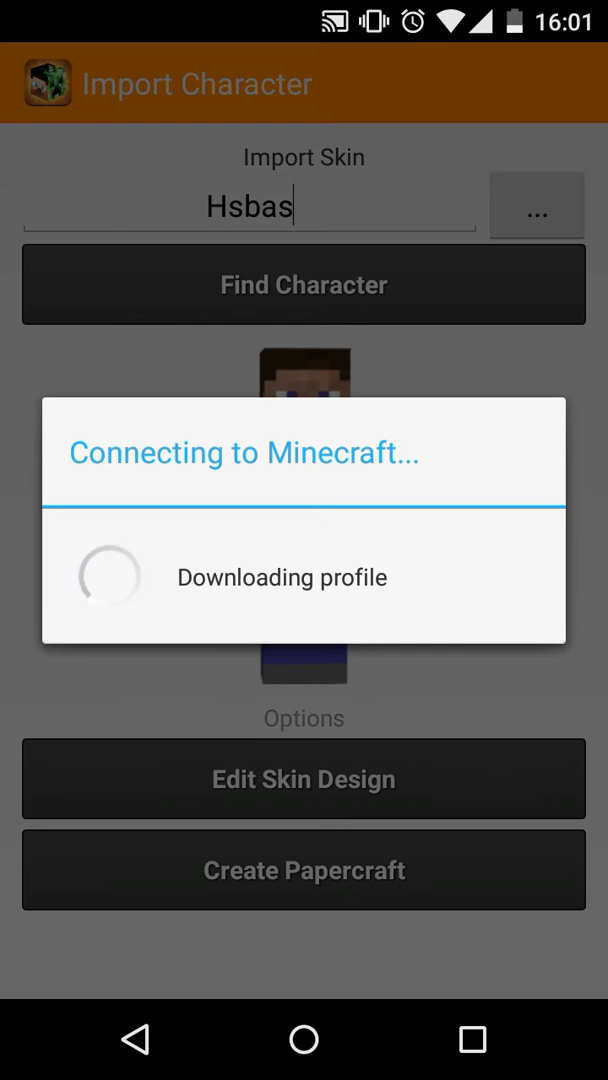 16:01
Import Character
Import Skin
Hsbas
...
Find Character
Connecting to Minecraft...
Downloading profile
Options
Edit Skin Design
Create Papercraft